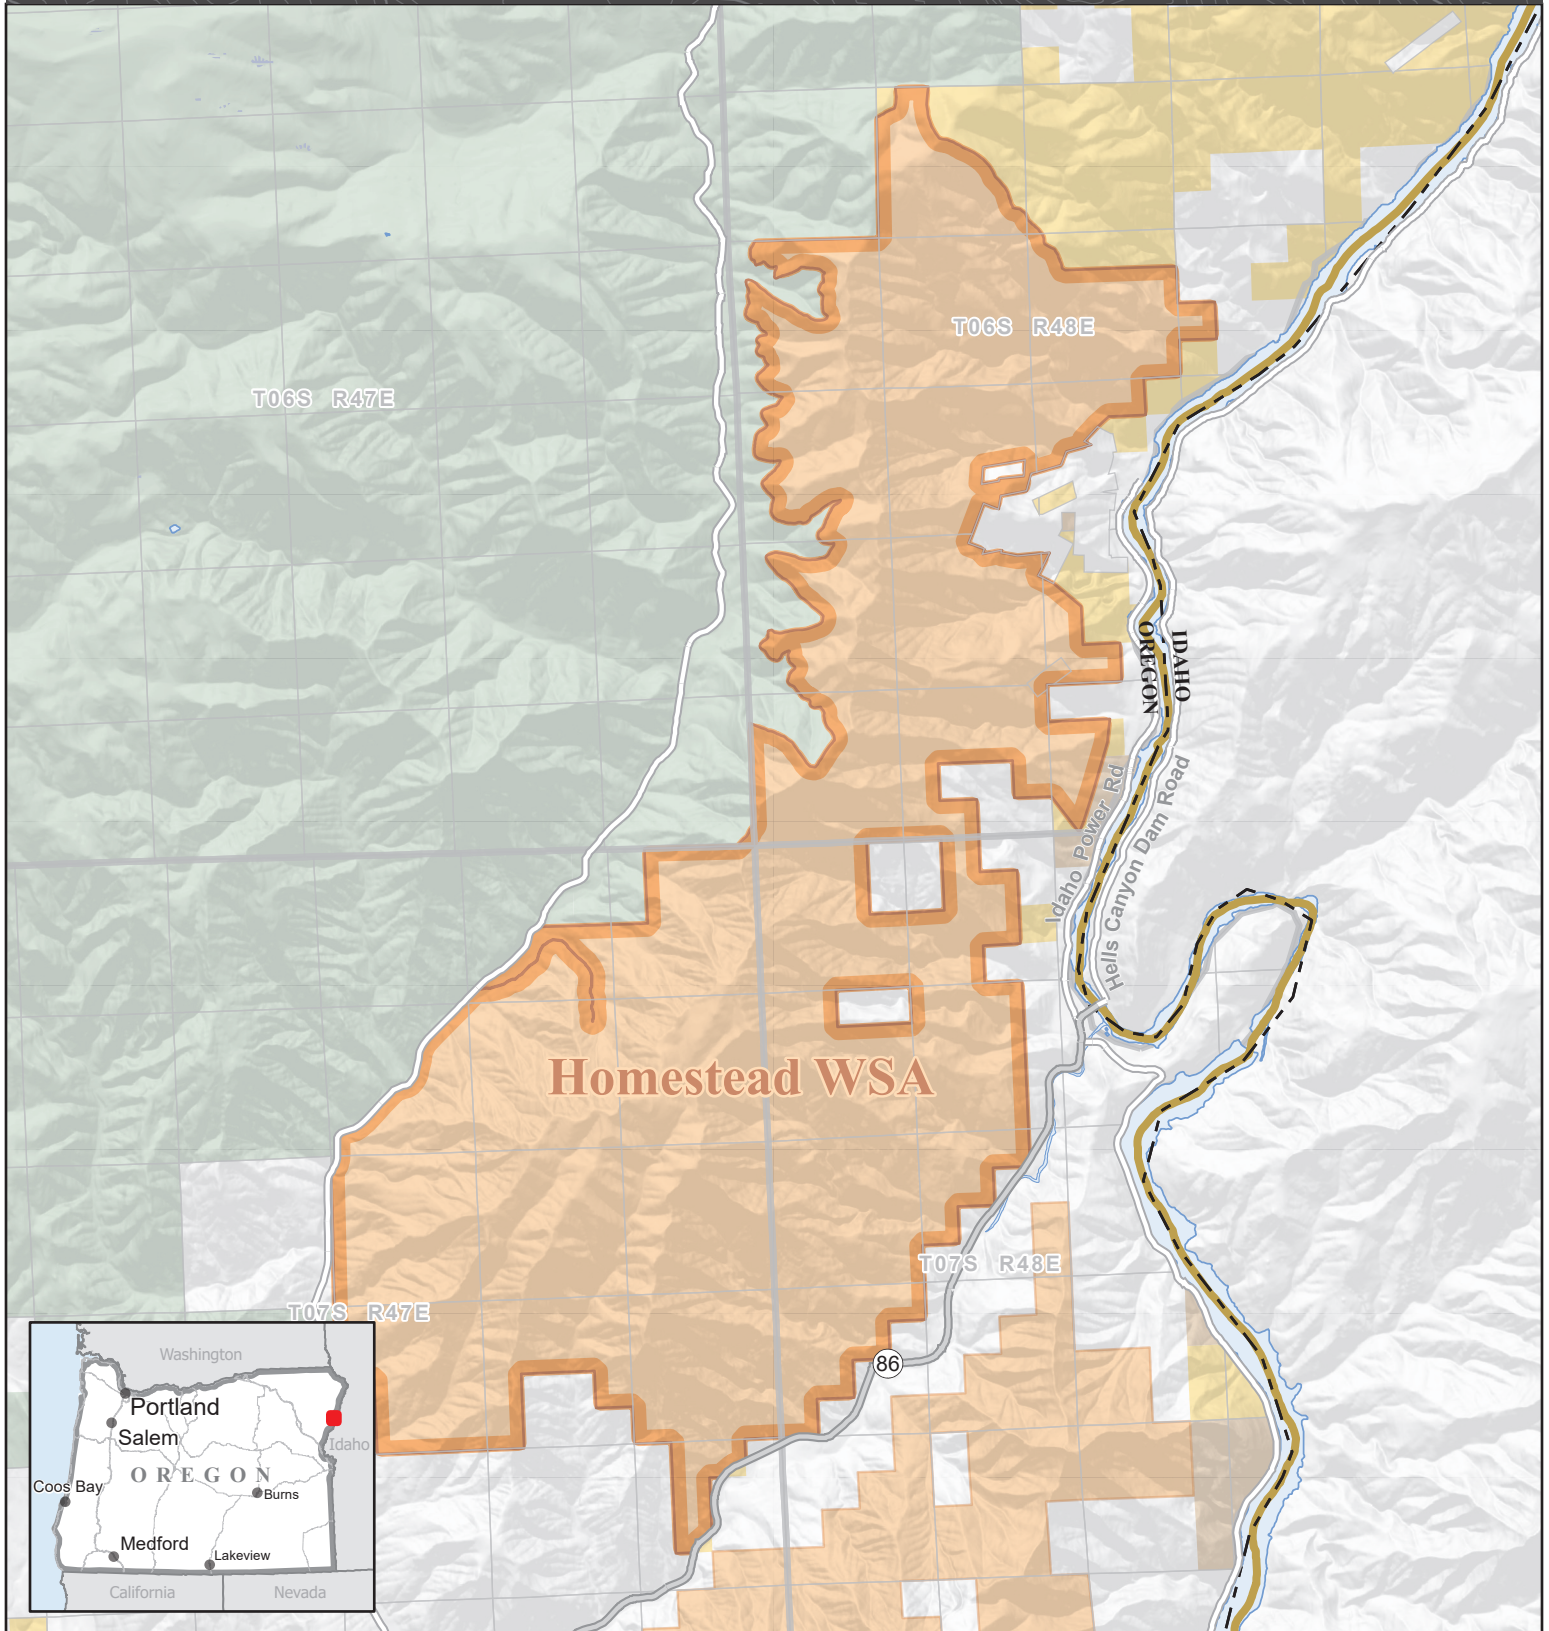 T06S R48E
T06S R47E
IDAHO
OREGON
Idaho Power Rd
Hells Canyon Dam Road
Homestead WSA
T07S R48E
T07S R47E
86
Washington
Portland
Salem
Idaho
OREGON
Coos Bay
Burns
Medford
Lakeview
California
Nevada